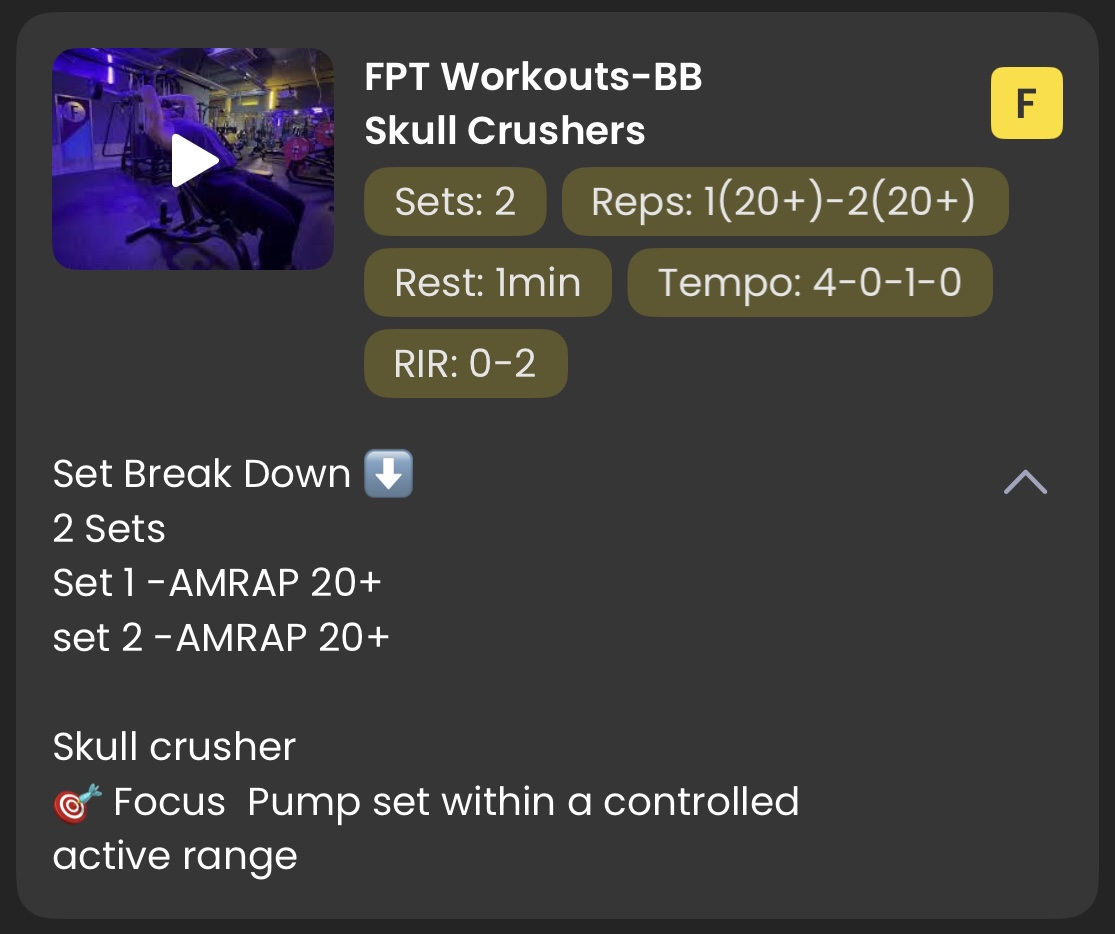 FPT Workouts-BB
Skull Crushers
F
Sets: 2
Reps: 1(20+)-2(20+)
Rest: 1min
Tempo: 4-0-1-0
RIR: 0-2
Set Break Down ⬇️
2 Sets
Set 1 -AMRAP 20+
set 2 -AMRAP 20+
Skull crusher
🎯 Focus  Pump set within a controlled
active range